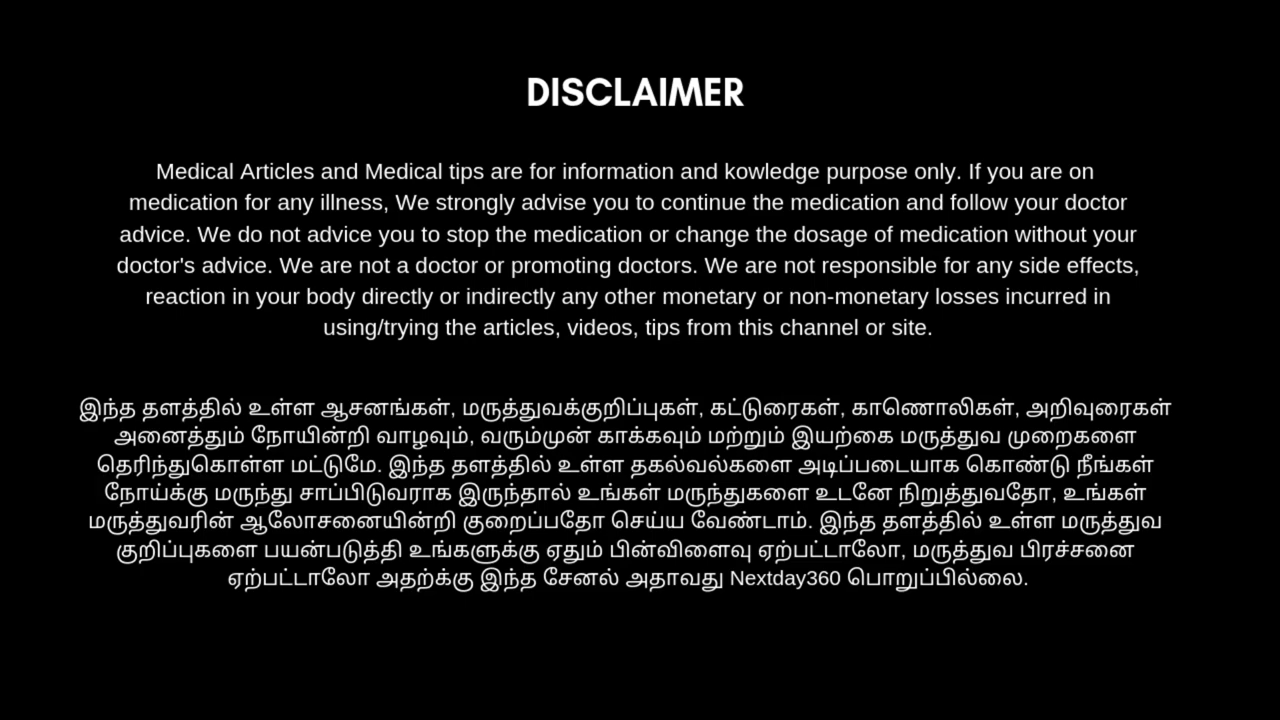 DISCLAIMER
Medical Articles and Medical tips are for information and kowledge purpose only. If you are on
medication for any illness, We strongly advise you to continue the medication and follow your doctor
advice. We do not advice you to stop the medication or change the dosage of medication without your
doctor's advice. We are not a doctor or promoting doctors. We are not responsible for any side effects,
reaction in your body directly or indirectly any other monetary or non-monetary losses incurred in
using/trying the articles, videos, tips from this channel or site.
இந்த தளத்தில் உள்ள ஆசனங்கள், மருத்துவக்குறிப்புகள், கட்டுரைகள், காணொலிகள், அறிவுரைகள்
அனைத்தும் நோயின்றி வாழவும், வரும்முன் காக்கவும் மற்றும் இயற்கை மருத்துவ முறைகளை
தெரிந்துகொள்ள மட்டுமே. இந்த தளத்தில் உள்ள தகல்வல்களை அடிப்படையாக கொண்டு நீங்கள்
நோய்க்கு மருந்து சாப்பிடுவராக இருந்தால் உங்கள் மருந்துகளை உடனே நிறுத்துவதோ, உங்கள்
மருத்துவரின் ஆலோசனையின்றி குறைப்பதோ செய்ய வேண்டாம். இந்த தளத்தில் உள்ள மருத்துவ
குறிப்புகளை பயன்படுத்தி உங்களுக்கு ஏதும் பின்விளைவு ஏற்பட்டாலோ, மருத்துவ பிரச்சனை
ஏற்பட்டாலோ அதற்க்கு இந்த சேனல் அதாவது Nextday360 பொறுப்பில்லை.